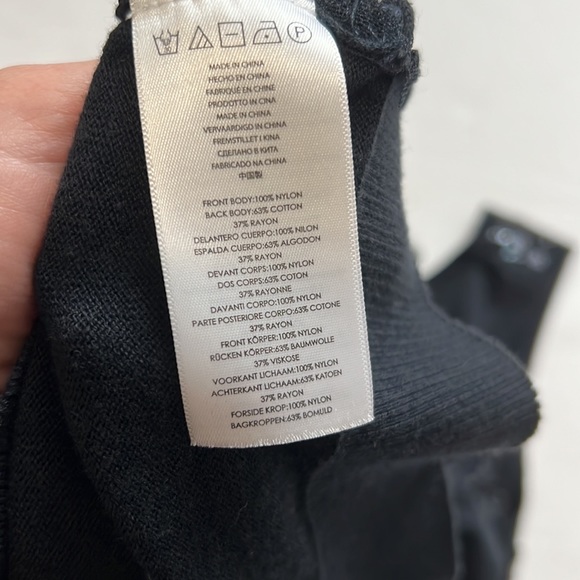 P
MADE IN CHINA
HECHO EN CHINA
FABRIQUÉ EN CHINE
PRODOTTO IN CINA
MADE IN CHINA
VERVAARDIGD IN CHINA
FREMSTILLET I KINA
СДЕЛАНО В КИТАЕ
FABRICADO NA CHINA
中国製
FRONT BODY:100% NYLON
BACK BODY:63% COTTON
37% RAYON
DELANTERO CUERPO:100% NILON
ESPALDA CUERPO:63% ALGODON
37% RAYON
DEVANT CORPS:100% NYLON
DOS CORPS:63% COTON
37% RAYONNE
DAVANTI CORPO:100% NYLON
PARTE POSTERIORE CORPO:63% COTONE
37% RAYON
FRONT KÖRPER:100% NYLON
RÜCKEN KÖRPER:63% BAUMWOLLE
37% VISKOSE
VOORKANT LICHAAM:100% NYLON
ACHTERKANT LICHAAM:63% KATOEN
37% RAYON
FORSIDE KROP:100% NYLON
BAGKROPPEN:63% BOMULD